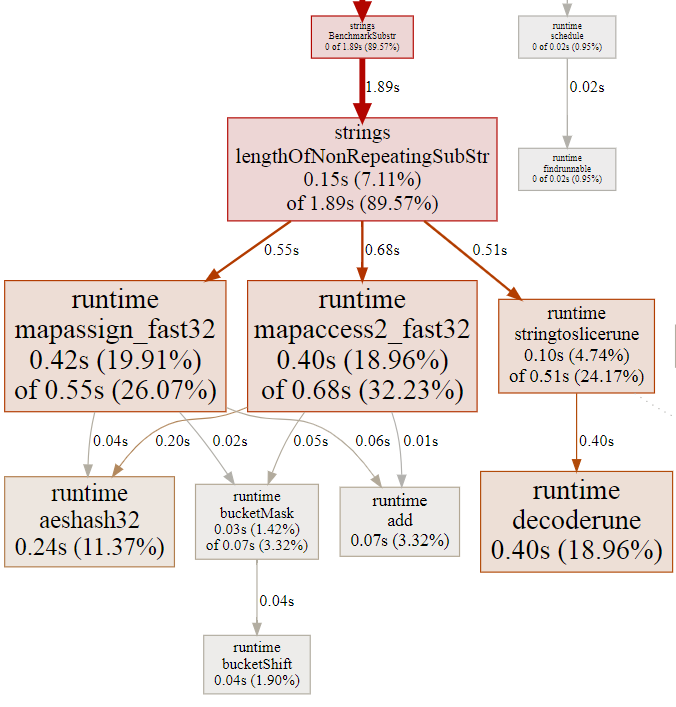 strings
BenchmarkSubstr
0 of 1.89s (89.57%)
runtime
schedule
0 of 0.02s (0.95%)
1.89s
0.02s
strings
lengthOfNonRepeatingSubStr
0.15s (7.11%)
of 1.89s (89.57%)
runtime
findrunnable
0 of 0.02s (0.95%)
0.55s
0.68s
0.51s
runtime
mapassign_fast32
0.42s (19.91%)
of 0.55s (26.07%)
runtime
mapaccess2_fast32
0.40s (18.96%)
of 0.68s (32.23%)
runtime
stringtoslicerune
0.10s (4.74%)
of 0.51s (24.17%)
0.04s
0.20s
0.02s
0.05s
0.06s
0.01s
0.40s
runtime
aeshash32
0.24s (11.37%)
runtime
bucketMask
0.03s (1.42%)
of 0.07s (3.32%)
runtime
add
0.07s (3.32%)
runtime
decoderune
0.40s (18.96%)
0.04s
runtime
bucketShift
0.04s (1.90%)